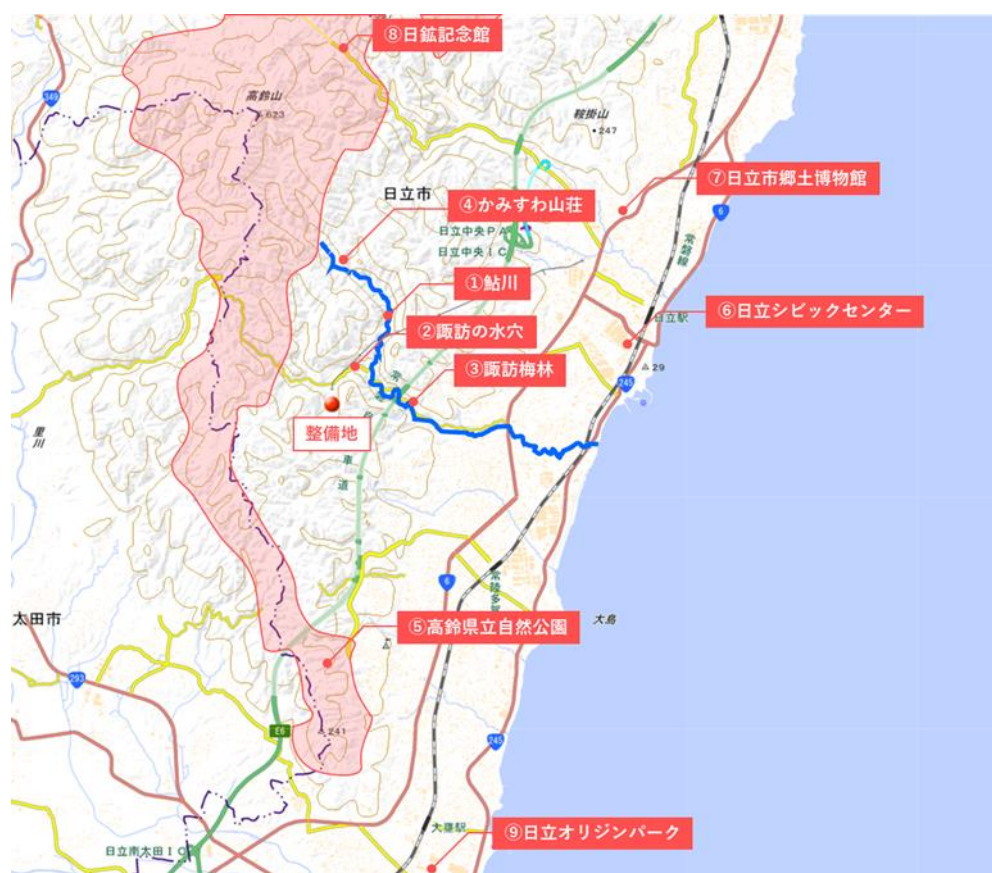 ⑧日鉱記念館
349
高鈴山
623
鞍掛山
247
日立市
⑦日立市郷土博物館
④かみすわ山荘
6
日立中央PA
常磐線
日立中央IC
①鮎川
⑥日立シビックセンター
日立駅
②諏訪の水穴
③諏訪梅林
29
245
常
整備地
里川
車道
6
常陸多賀
大島
太田市
⑤高鈴県立自然公園
293
E6
241
245
大甕駅
⑨日立オリジンパーク
日立南太田IC